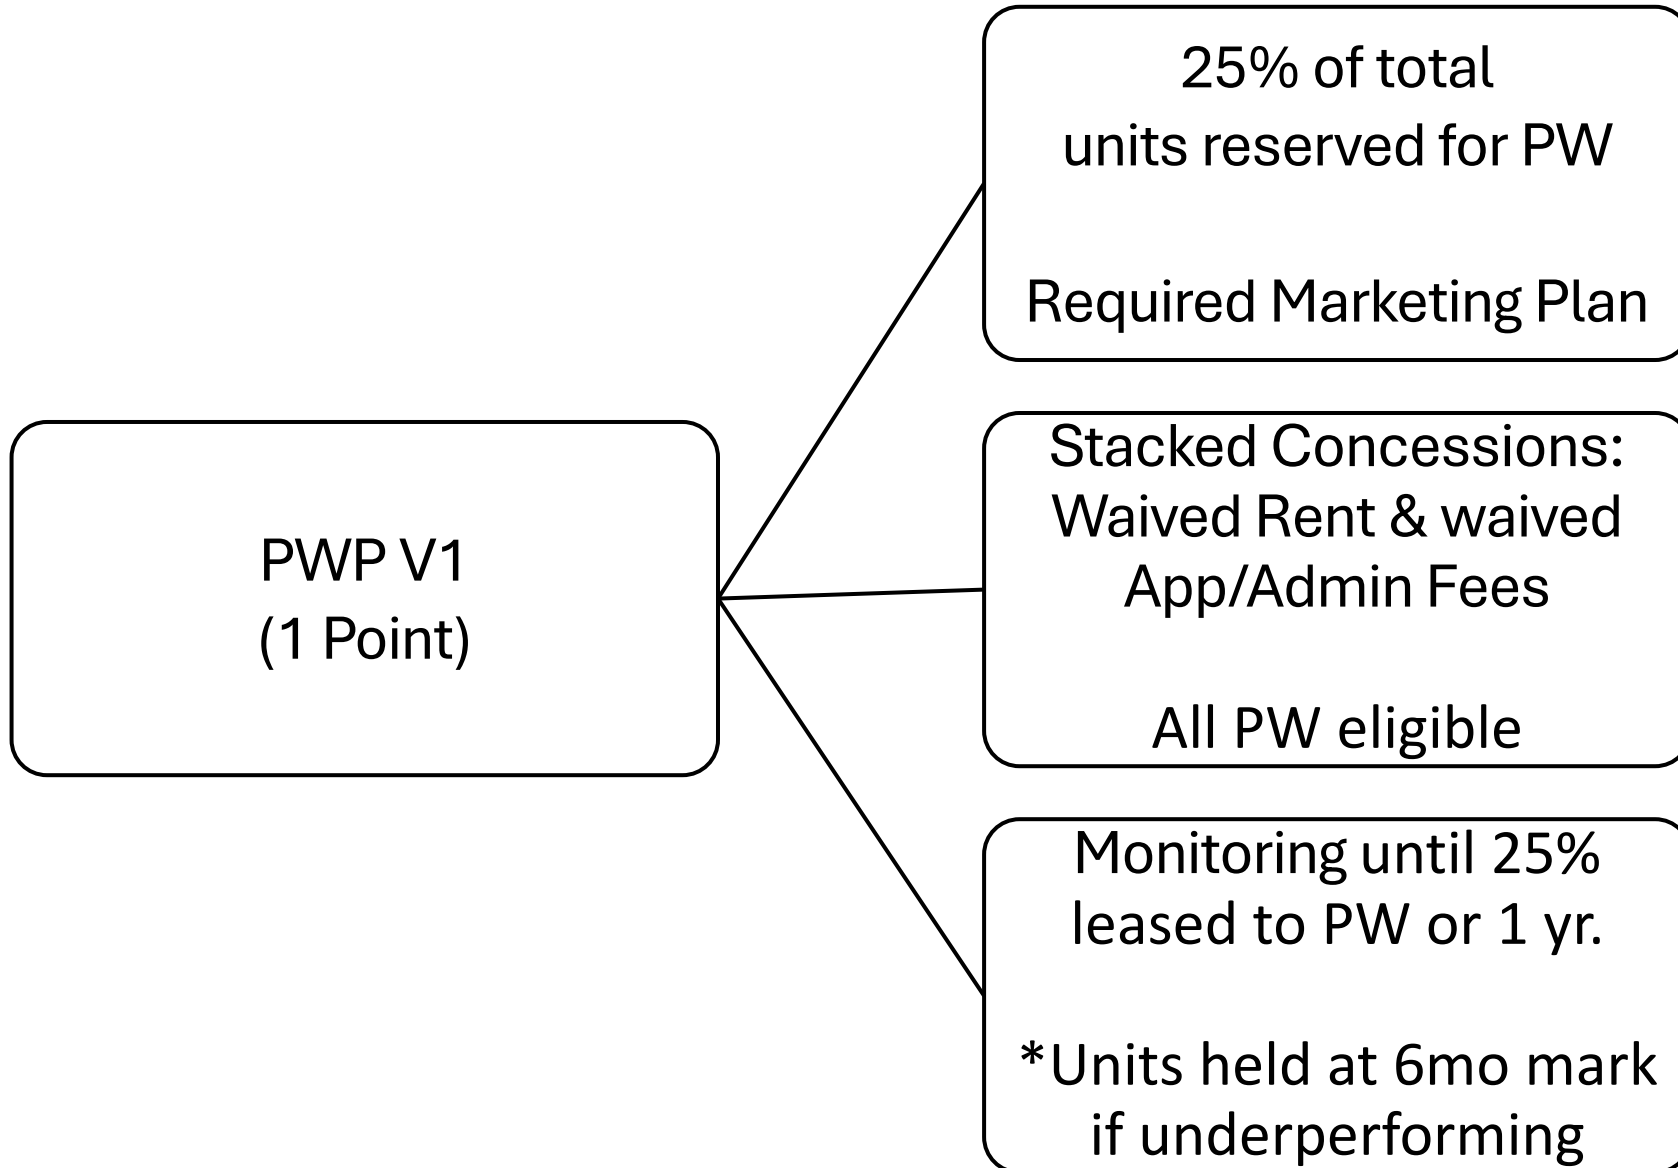 PWP V1
(1 Point)
25% of total
units reserved for PW
Required Marketing Plan
Stacked Concessions:
Waived Rent & waived
App/Admin Fees
All PW eligible
Monitoring until 25%
leased to PW or 1 yr.
*Units held at 6mo mark
if underperforming